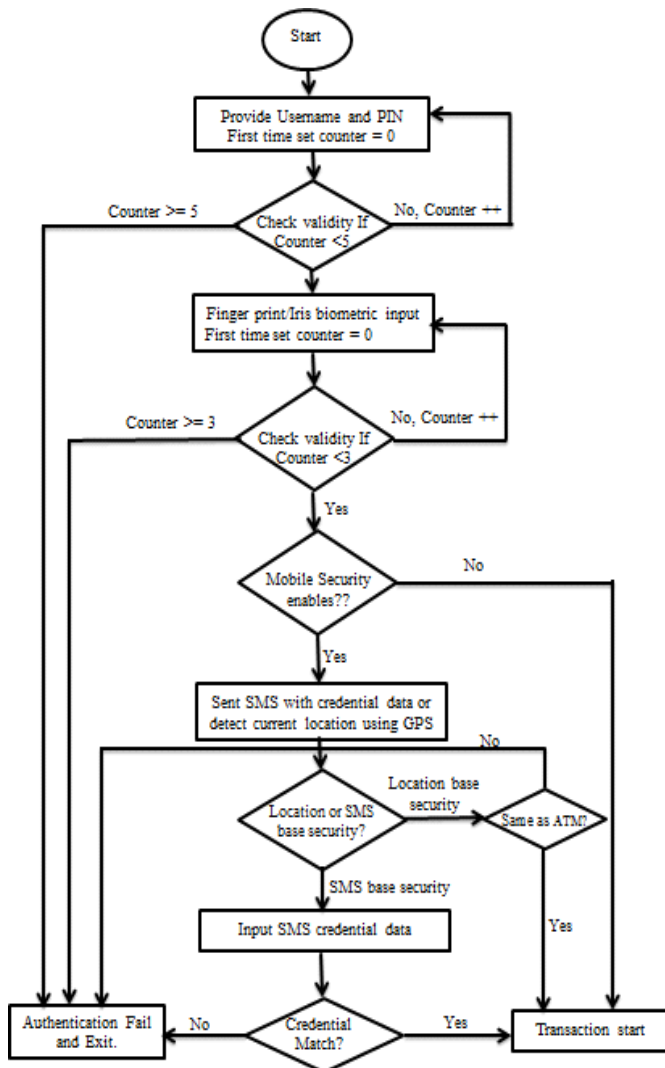 Start
Provide Username and PIN
First time set counter = 0
Counter >= 5
Check validity If
Counter <5
No, Counter ++
Finger print/Iris biometric input
First time set counter = 0
Counter >= 3
Check validity If
Counter <3
No, Counter ++
Yes
Mobile Security
enables??
No
Yes
Sent SMS with credential data or
detect current location using GPS
No
Location or SMS
base security?
Location base
security
Same as ATM?
SMS base security
Yes
Input SMS credential data
Authentication Fail
and Exit.
No
Credential
Match?
Yes
Transaction start